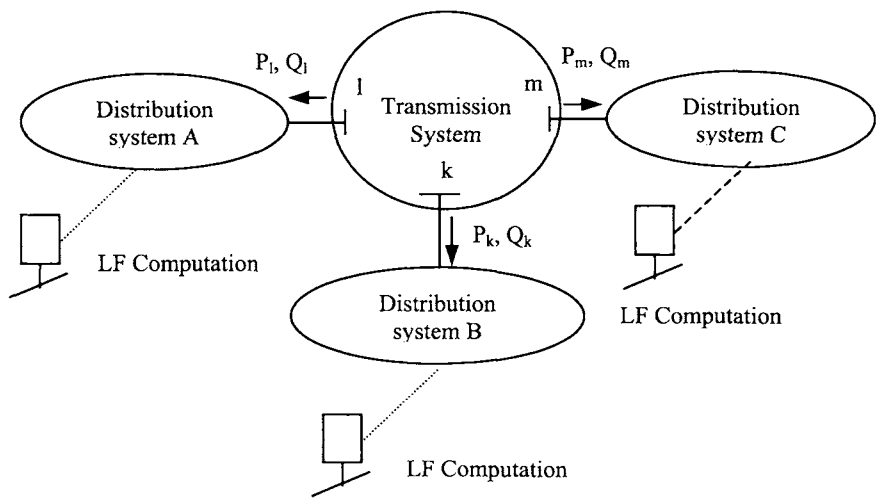 P_l, Q_l
l
Distribution
system A
Transmission
System
m
P_m, Q_m
Distribution
system C
k
P_k, Q_k
LF Computation
Distribution
system B
LF Computation
LF Computation